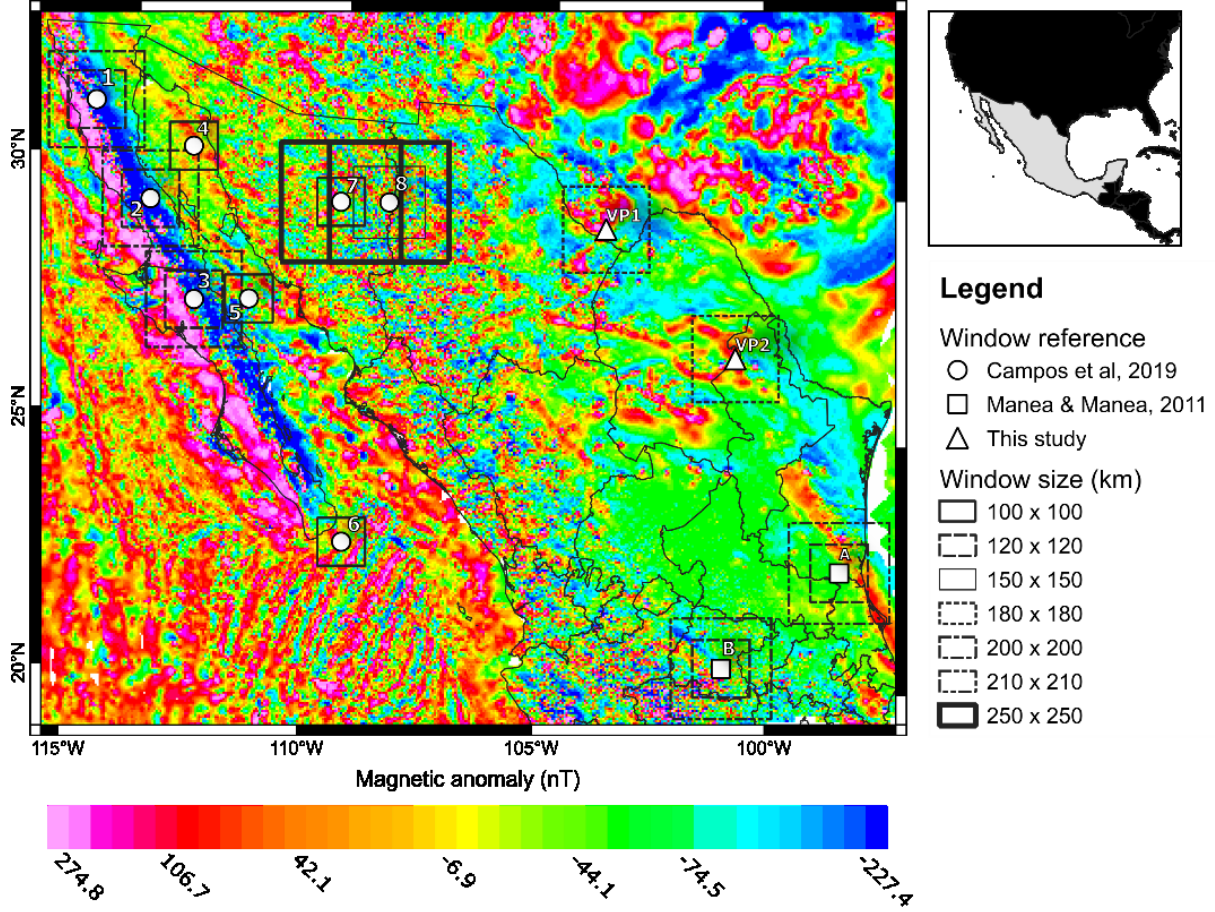 1
4
30°N
7
8
2
VP1
3
5
VP2
25°N
6
A
20°N
B
115°W
110°W
105°W
100°W
Magnetic anomaly (nT)
274.8
106.7
42.1
-6.9
-44.1
-74.5
-227.4
Legend
Window reference
Campos et al, 2019
Manea & Manea, 2011
This study
Window size (km)
100 x 100
120 x 120
150 x 150
180 x 180
200 x 200
210 x 210
250 x 250